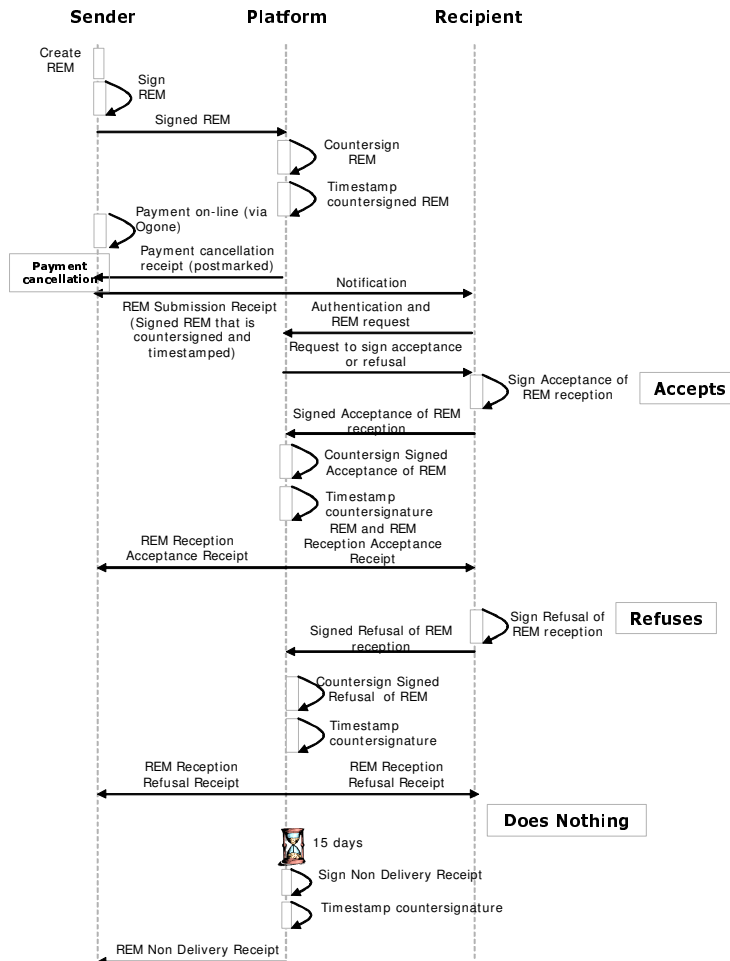 Sender
Platform
Recipient
Create
REM
Sign
REM
Signed REM
Countersign
REM
Timestamp
countersigned REM
Payment on-line (via
Ogone)
Payment cancellation
receipt (postmarked)
Payment
cancellation
Notification
REM Submission Receipt
(Signed REM that is
countersigned and
timestamped)
Authentication and
REM request
Request to sign acceptance
or refusal
Sign Acceptance of
REM reception
Accepts
Signed Acceptance of REM
reception
Countersign Signed
Acceptance of REM
Timestamp
countersignature
REM Reception
Acceptance Receipt
REM and REM
Reception Acceptance
Receipt
Sign Refusal of
REM reception
Refuses
Signed Refusal of REM
reception
Countersign Signed
Refusal of REM
Timestamp
countersignature
REM Reception
Refusal Receipt
REM Reception
Refusal Receipt
Does Nothing
15 days
Sign Non Delivery Receipt
Timestamp countersignature
REM Non Delivery Receipt